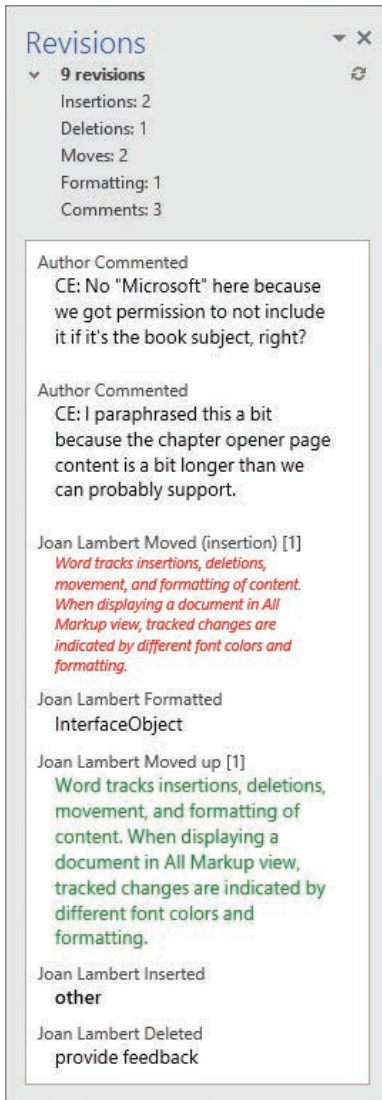 Revisions
9 revisions
Insertions: 2
Deletions: 1
Moves: 2
Formatting: 1
Comments: 3
Author Commented
CE: No "Microsoft" here because
we got permission to not include
it if it's the book subject, right?
Author Commented
CE: I paraphrased this a bit
because the chapter opener page
content is a bit longer than we
can probably support.
Joan Lambert Moved (insertion) [1]
Word tracks insertions, deletions,
movement, and formatting of content.
When displaying a document in All
Markup view, tracked changes are
indicated by different font colors and
formatting.
Joan Lambert Formatted
InterfaceObject
Joan Lambert Moved up [1]
Word tracks insertions, deletions,
movement, and formatting of
content. When displaying a
document in All Markup view,
tracked changes are indicated by
different font colors and
formatting.
Joan Lambert Inserted
other
Joan Lambert Deleted
provide feedback